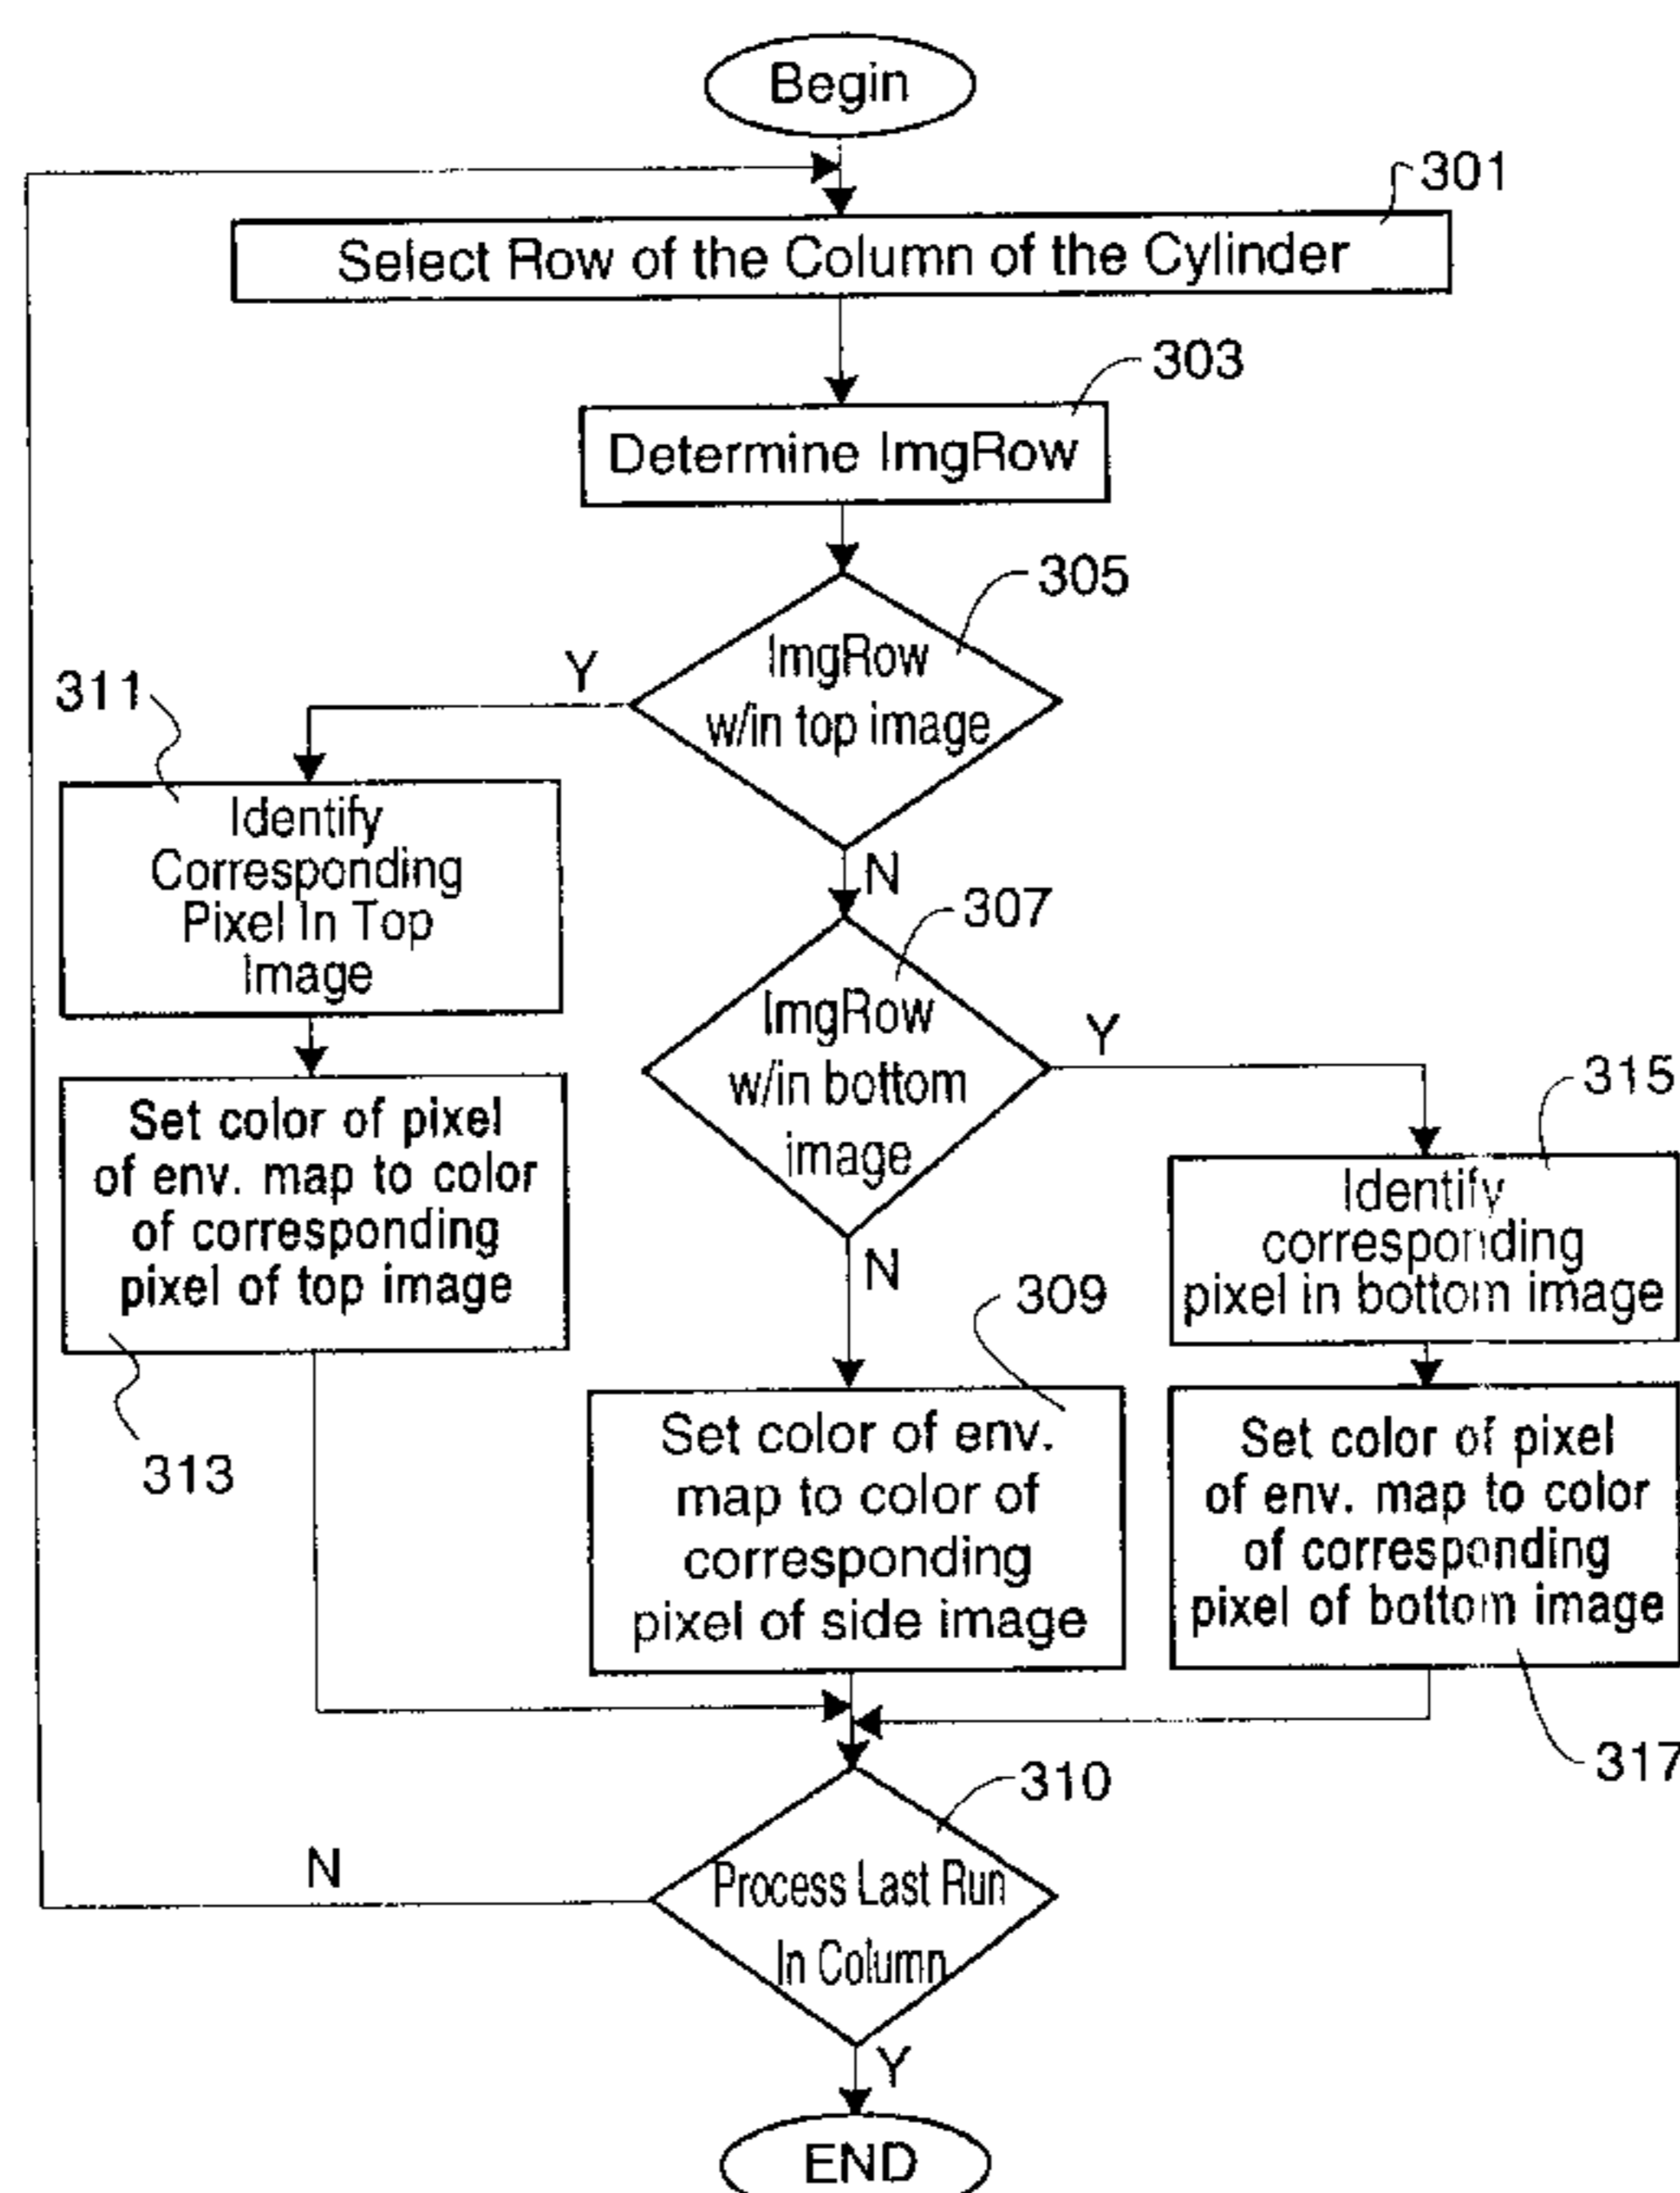 Begin
301
Select Row of the Column of the Cylinder
303
Determine ImgRow
305
ImgRow
w/in top image
Y
N
311
Identify
Corresponding
Pixel In Top
Image
307
ImgRow
w/in bottom
image
Y
N
Set color of pixel
of env. map to color
of corresponding
pixel of top image
313
315
Identify
corresponding
pixel in bottom image
309
Set color of env.
map to color of
corresponding
pixel of side image
Set color of pixel
of env. map to color
of corresponding
pixel of bottom image
317
310
Process Last Run
In Column
N
Y
END